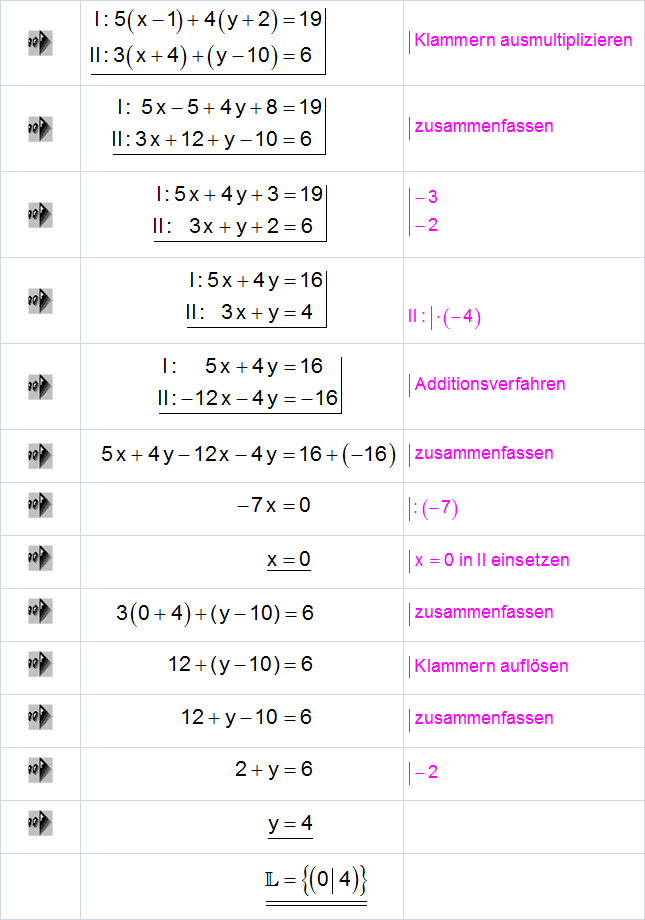 I: 5(x − 1) + 4(y + 2) = 19
II: 3(x + 4) + (y − 10) = 6
| Klammern ausmultiplizieren
I: 5x − 5 + 4y + 8 = 19
II: 3x + 12 + y − 10 = 6
| zusammenfassen
I: 5x + 4y + 3 = 19
II: 3x + y + 2 = 6
| − 3
| − 2
I: 5x + 4y = 16
II: 3x + y = 4
II: | · (− 4)
I: 5x + 4y = 16
II: −12x − 4y = −16
| Additionsverfahren
5x + 4y − 12x − 4y = 16 + (−16)
| zusammenfassen
−7x = 0
| : (−7)
x = 0
| x = 0 in II einsetzen
3(0 + 4) + (y − 10) = 6
| zusammenfassen
12 + (y − 10) = 6
| Klammern auflösen
12 + y − 10 = 6
| zusammenfassen
2 + y = 6
| − 2
y = 4
𝕃 = {(0 | 4)}